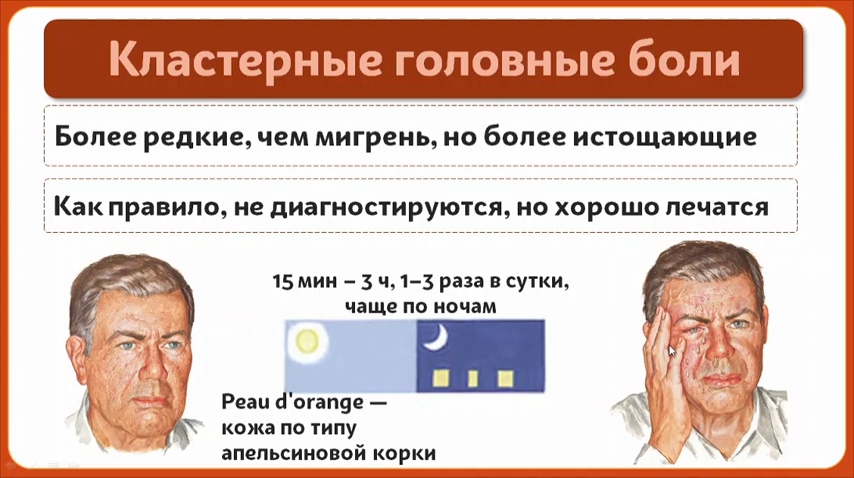 Кластерные головные боли
Более редкие, чем мигрень, но более истощающие
Как правило, не диагностируются, но хорошо лечатся
15 мин – 3 ч, 1–3 раза в сутки,
чаще по ночам
Peau d'orange —
кожа по типу
апельсиновой корки